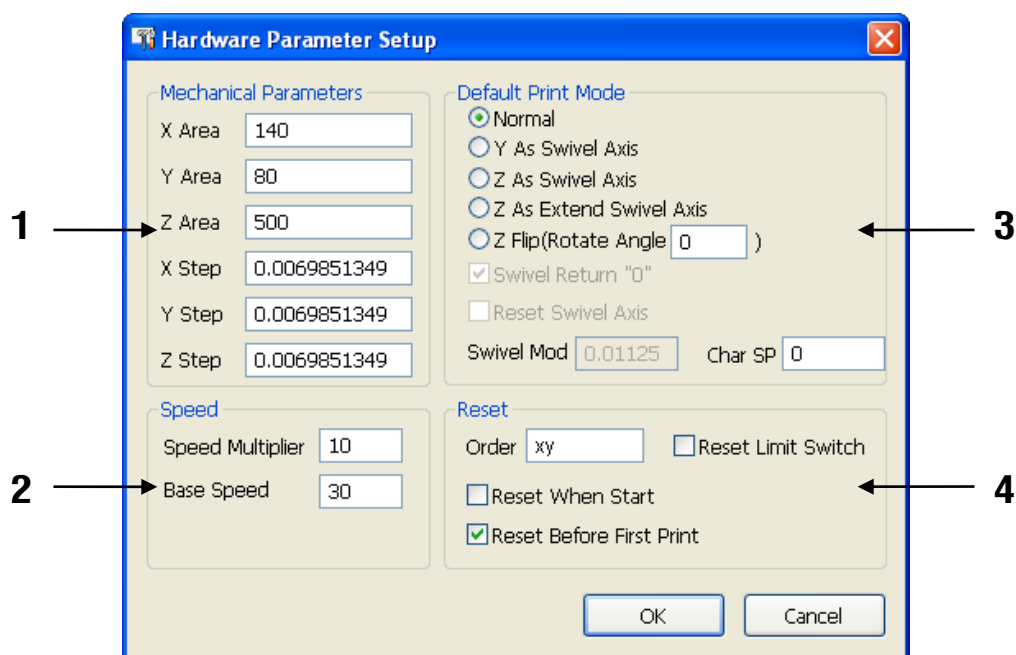 Hardware Parameter Setup
Mechanical Parameters
X Area 140
Y Area 80
Z Area 500
X Step 0.0069851349
Y Step 0.0069851349
Z Step 0.0069851349
1
Default Print Mode
Normal
Y As Swivel Axis
Z As Swivel Axis
Z As Extend Swivel Axis
Z Flip(Rotate Angle 0 )
Swivel Return "0"
Reset Swivel Axis
Swivel Mod 0.01125 Char SP 0
3
Speed
Speed Multiplier 10
Base Speed 30
2
Reset
Order xy Reset Limit Switch
Reset When Start
Reset Before First Print
4
OK Cancel